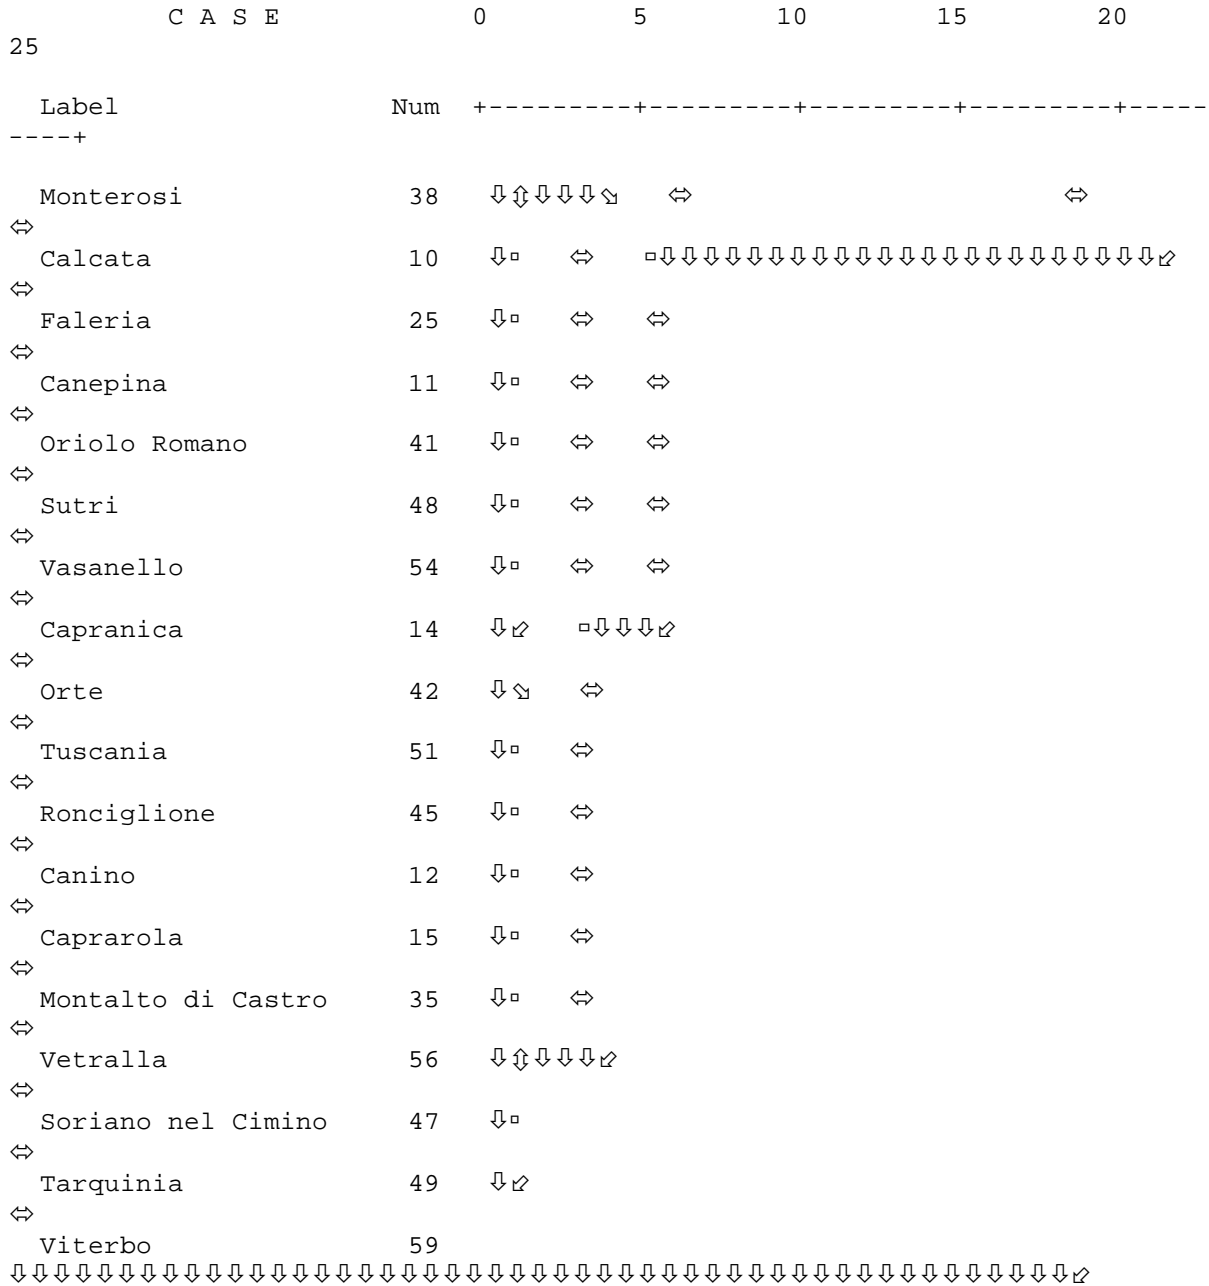 C A S E 0 5 10 15 20
25
Label Num +---------+---------+---------+---------+-----
----+
Monterosi 38 ⇩⇳⇩⇩⇩⬂ ⬄ ⬄
⬄
Calcata 10 ⇩▫ ⬄ ▫⇩⇩⇩⇩⇩⇩⇩⇩⇩⇩⇩⇩⇩⇩⇩⇩⇩⇩⇩⇩⇩⇩⇩⬃
⬄
Faleria 25 ⇩▫ ⬄ ⬄
⬄
Canepina 11 ⇩▫ ⬄ ⬄
⬄
Oriolo Romano 41 ⇩▫ ⬄ ⬄
⬄
Sutri 48 ⇩▫ ⬄ ⬄
⬄
Vasanello 54 ⇩▫ ⬄ ⬄
⬄
Capranica 14 ⇩⬃ ▫⇩⇩⇩⬃
⬄
Orte 42 ⇩⬂ ⬄
⬄
Tuscania 51 ⇩▫ ⬄
⬄
Ronciglione 45 ⇩▫ ⬄
⬄
Canino 12 ⇩▫ ⬄
⬄
Caprarola 15 ⇩▫ ⬄
⬄
Montalto di Castro 35 ⇩▫ ⬄
⬄
Vetralla 56 ⇩⇳⇩⇩⇩⬃
⬄
Soriano nel Cimino 47 ⇩▫
⬄
Tarquinia 49 ⇩⬃
⬄
Viterbo 59
⇩⇩⇩⇩⇩⇩⇩⇩⇩⇩⇩⇩⇩⇩⇩⇩⇩⇩⇩⇩⇩⇩⇩⇩⇩⇩⇩⇩⇩⇩⇩⇩⇩⇩⇩⇩⇩⇩⇩⇩⇩⇩⇩⇩⇩⇩⇩⇩⇩⬃